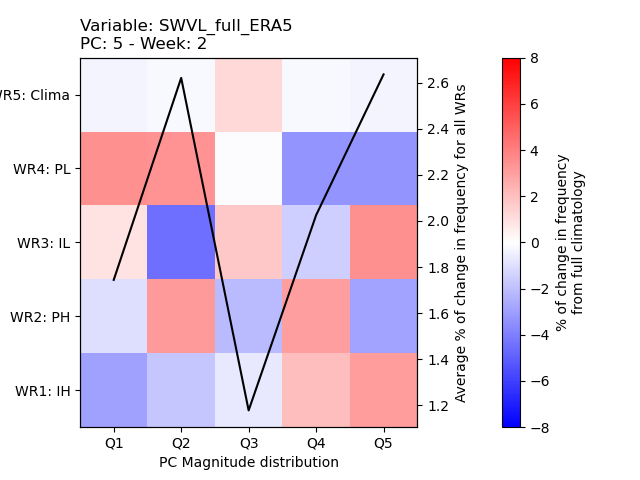 Variable: SWVL_full_ERA5
PC: 5 - Week: 2
WR5: Clima
WR4: PL
WR3: IL
WR2: PH
WR1: IH
Q1 Q2 Q3 Q4 Q5
PC Magnitude distribution
2.6
2.4
2.2
2.0
1.8
1.6
1.4
1.2
Average % of change in frequency for all WRs
8
6
4
2
0
−2
−4
−6
−8
% of change in frequency
from full climatology